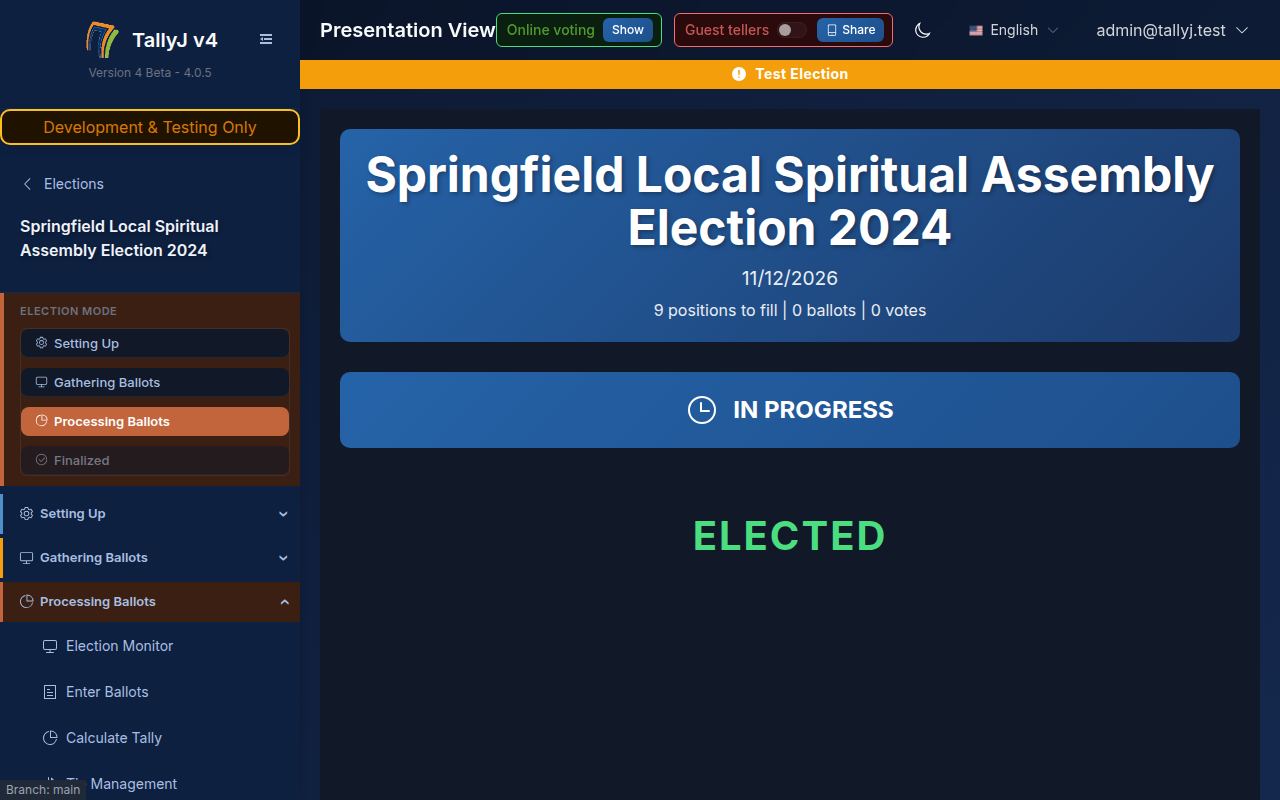 TallyJ v4
Version 4 Beta - 4.0.5
Development & Testing Only
Elections
Springfield Local Spiritual
Assembly Election 2024
ELECTION MODE
Setting Up
Gathering Ballots
Processing Ballots
Finalized
Setting Up
Gathering Ballots
Processing Ballots
Election Monitor
Enter Ballots
Calculate Tally
Management
Branch: main
Presentation View
Online voting
Show
Guest tellers
Share
English
admin@tallyj.test
Test Election
Springfield Local Spiritual Assembly
Election 2024
11/12/2026
9 positions to fill | 0 ballots | 0 votes
IN PROGRESS
ELECTED